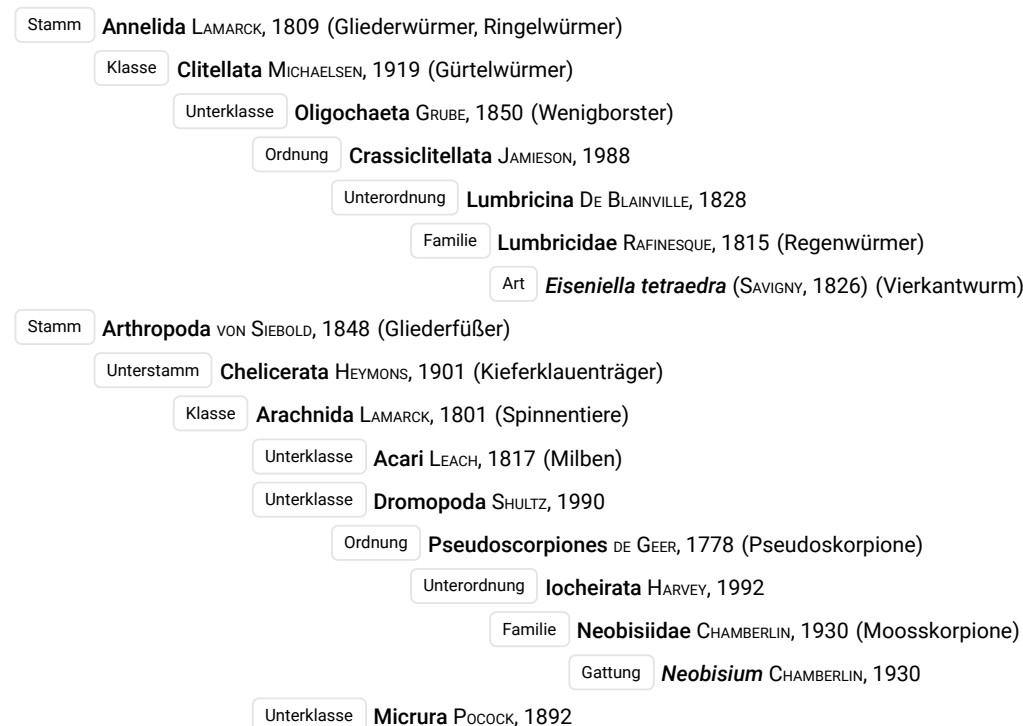 Stamm Annelida Lamarck, 1809 (Gliederwürmer, Ringelwürmer)
Klasse Clitellata Michaelsen, 1919 (Gürtelwürmer)
Unterklasse Oligochaeta Grube, 1850 (Wenigborster)
Ordnung Crassiclitellata Jamieson, 1988
Unterordnung Lumbricina De Blainville, 1828
Familie Lumbricidae Rafinesque, 1815 (Regenwürmer)
Art Eiseniella tetraedra (Savigny, 1826) (Vierkantwurm)
Stamm Arthropoda von Siebold, 1848 (Gliederfüßer)
Unterstamm Chelicerata Heymons, 1901 (Kieferklauenträger)
Klasse Arachnida Lamarck, 1801 (Spinnentiere)
Unterklasse Acari Leach, 1817 (Milben)
Unterklasse Dromopoda Shultz, 1990
Ordnung Pseudoscorpiones de Geer, 1778 (Pseudoskorpione)
Unterordnung Iocheirata Harvey, 1992
Familie Neobisiidae Chamberlin, 1930 (Moosskorpione)
Gattung Neobisium Chamberlin, 1930
Unterklasse Micrura Pocock, 1892